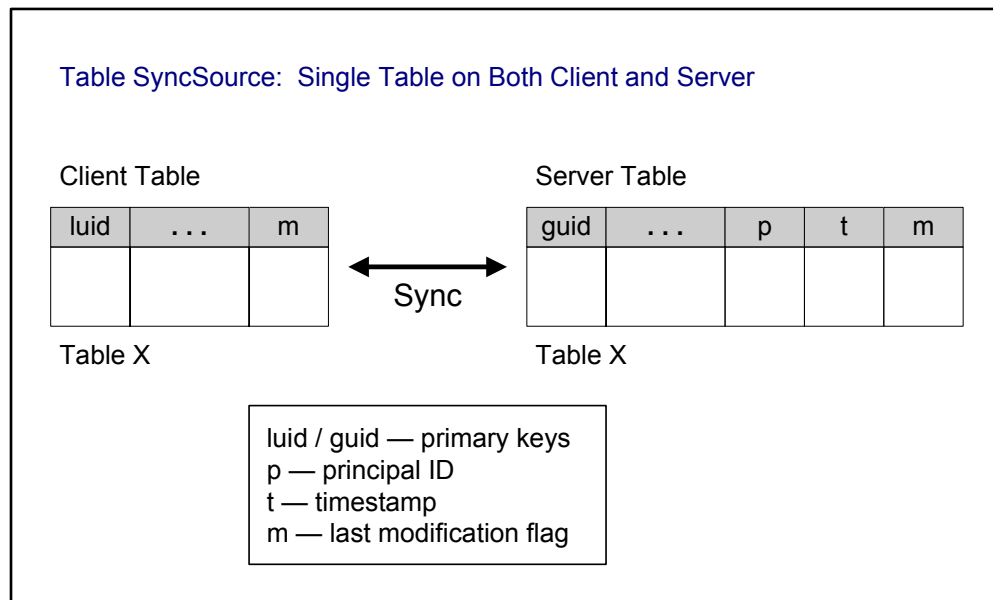 Table SyncSource:  Single Table on Both Client and Server
Client Table
Server Table
luid ... m
guid ... p t m
Sync
Table X
Table X
luid / guid — primary keys
p — principal ID
t — timestamp
m — last modification flag